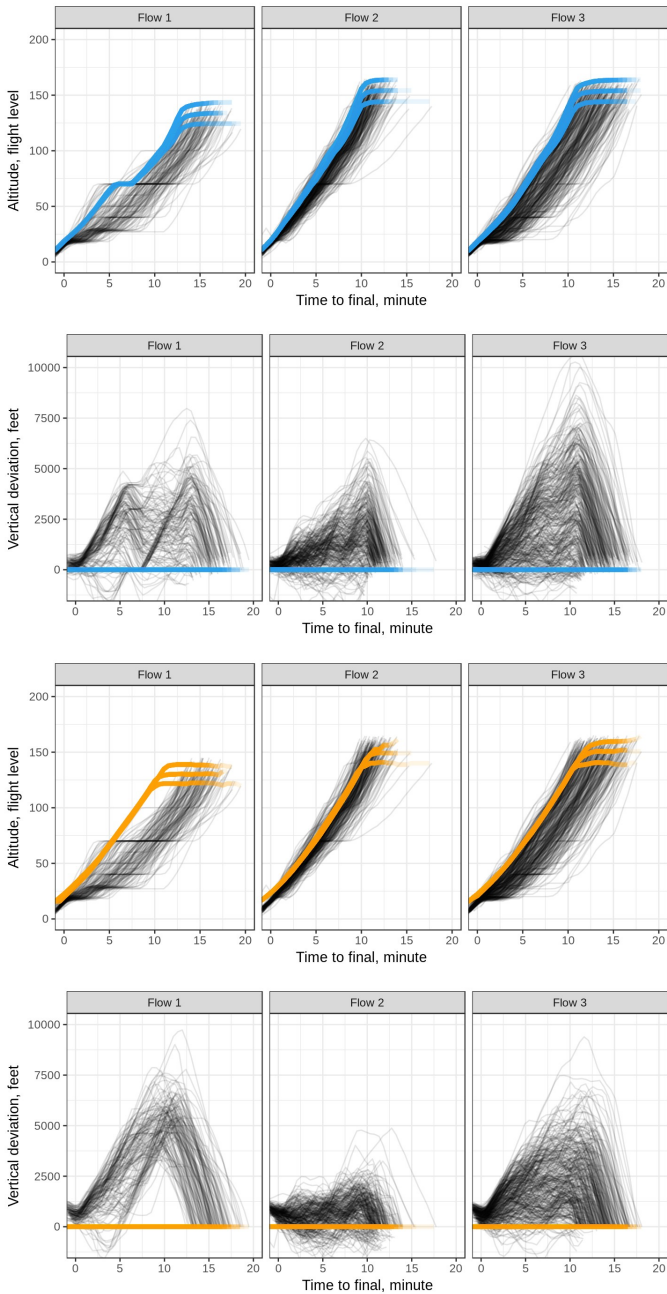 Flow 1 Flow 2 Flow 3
200
150
100
50
0
Altitude, flight level
0 5 10 15 20 0 5 10 15 20 0 5 10 15 20
Time to final, minute
Flow 1 Flow 2 Flow 3
10000
7500
5000
2500
0
Vertical deviation, feet
0 5 10 15 20 0 5 10 15 20 0 5 10 15 20
Time to final, minute
Flow 1 Flow 2 Flow 3
200
150
100
50
0
Altitude, flight level
0 5 10 15 20 0 5 10 15 20 0 5 10 15 20
Time to final, minute
Flow 1 Flow 2 Flow 3
10000
7500
5000
2500
0
Vertical deviation, feet
0 5 10 15 20 0 5 10 15 20 0 5 10 15 20
Time to final, minute